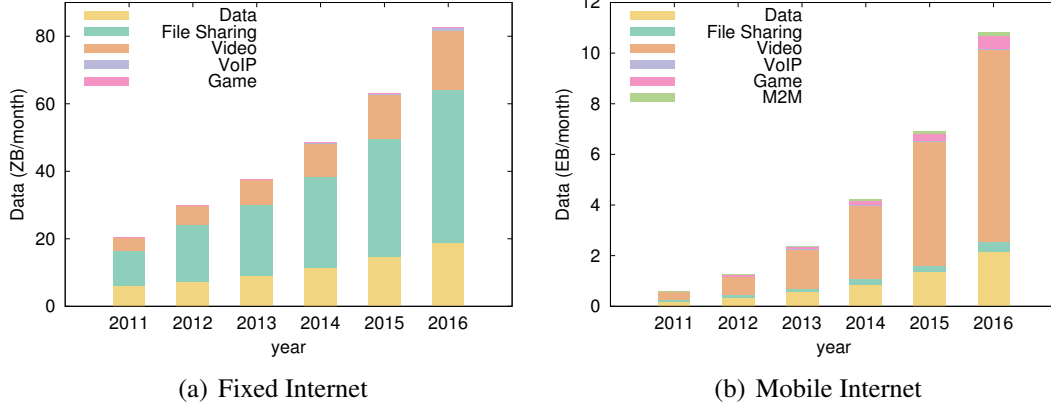 Data (ZB/month)
80
60
40
20
0
Data
File Sharing
Video
VoIP
Game
2011 2012 2013 2014 2015 2016
year
(a) Fixed Internet
Data (EB/month)
12
10
8
6
4
2
0
Data
File Sharing
Video
VoIP
Game
M2M
2011 2012 2013 2014 2015 2016
year
(b) Mobile Internet